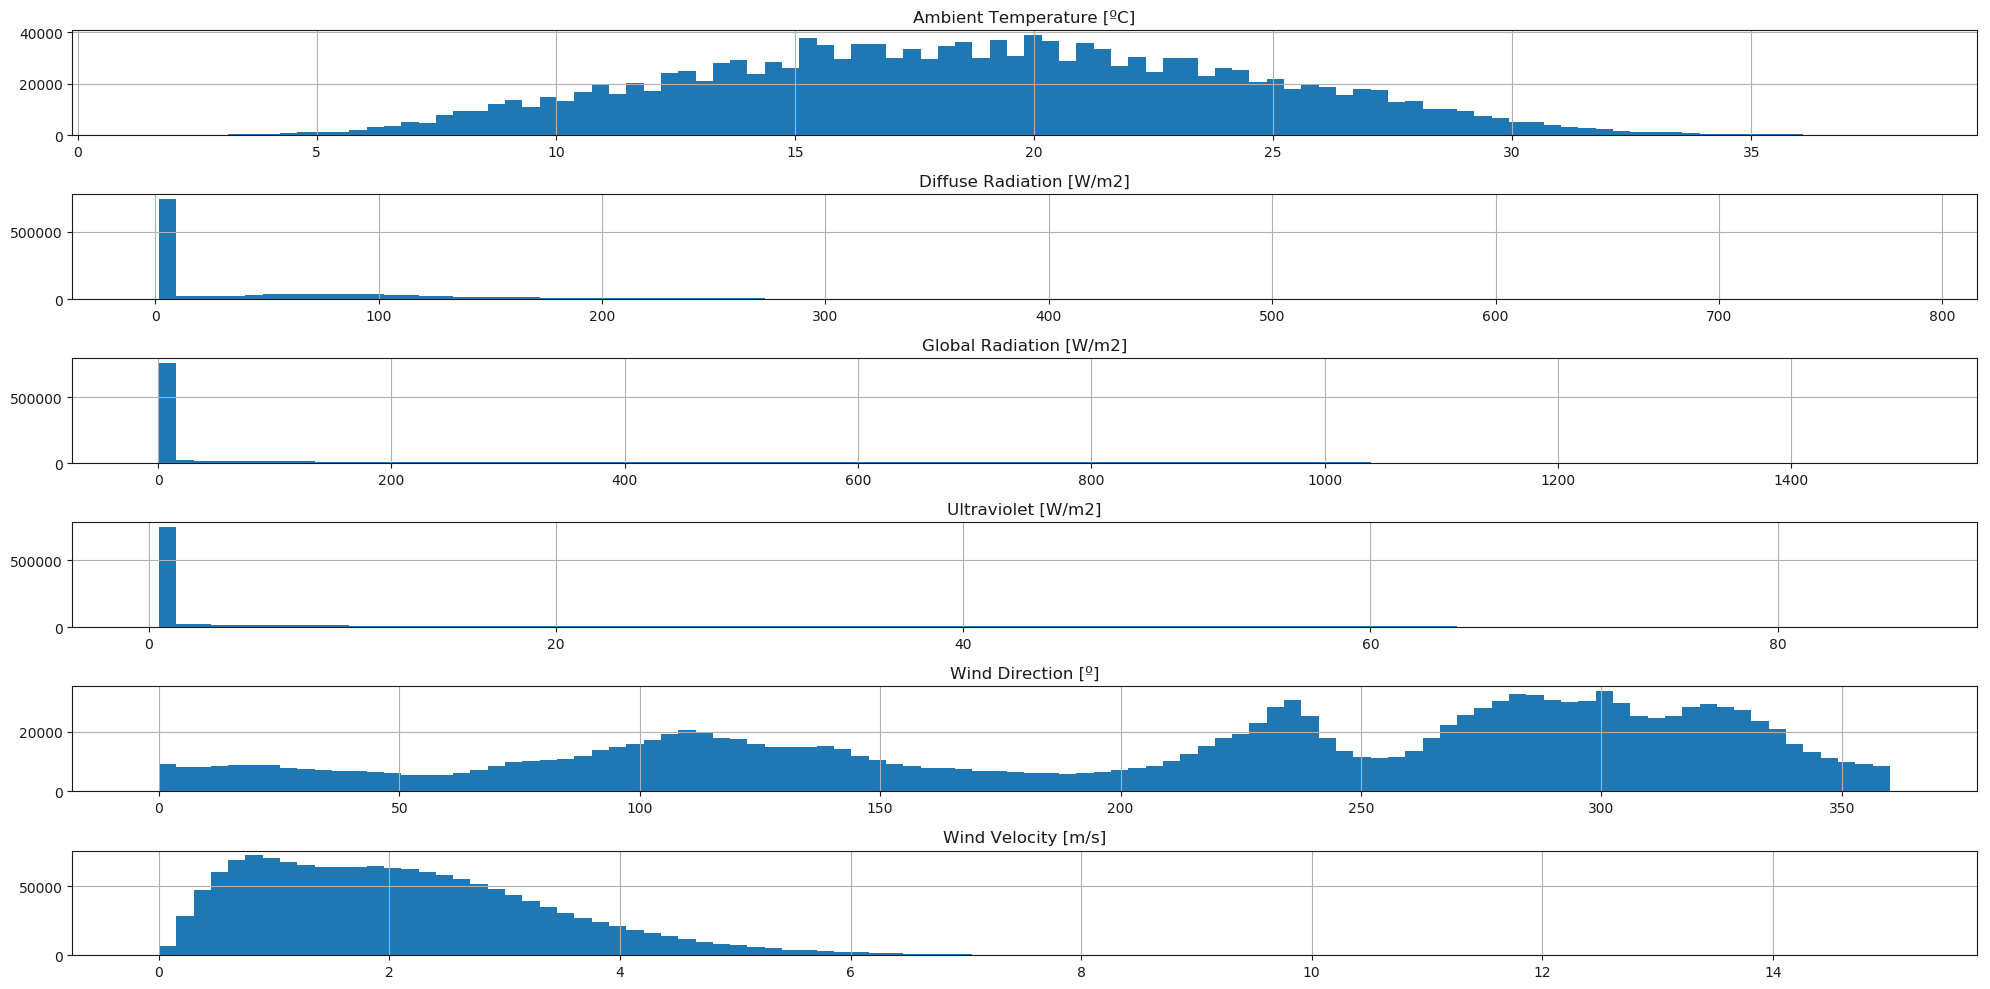 Ambient Temperature [ºC]
40000
20000
0
0 5 10 15 20 25 30 35
Diffuse Radiation [W/m2]
500000
0
0 100 200 300 400 500 600 700 800
Global Radiation [W/m2]
500000
0
0 200 400 600 800 1000 1200 1400
Ultraviolet [W/m2]
500000
0
0 20 40 60 80
Wind Direction [º]
20000
0
0 50 100 150 200 250 300 350
Wind Velocity [m/s]
50000
0
0 2 4 6 8 10 12 14